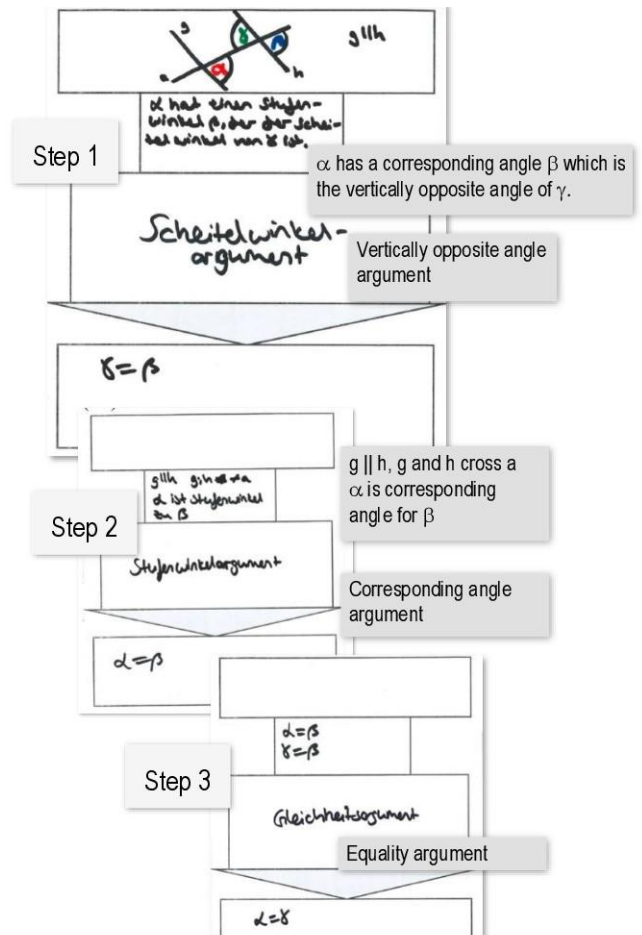 g
γ
β
g||h
α
a
h
α hat einen Stufen-
winkel β, der der Schei-
telwinkel von γ ist.
Step 1
α has a corresponding angle β which is
the vertically opposite angle of γ.
Scheitelwinkel-
argument
Vertically opposite angle
argument
γ=β
g||h
α ist Stufenwinkel
zu β
g || h, g and h cross a
α is corresponding
angle for β
Step 2
Stufenwinkelargument
Corresponding angle
argument
α=β
α=β
γ=β
Step 3
Gleichheitsargument
Equality argument
α=γ